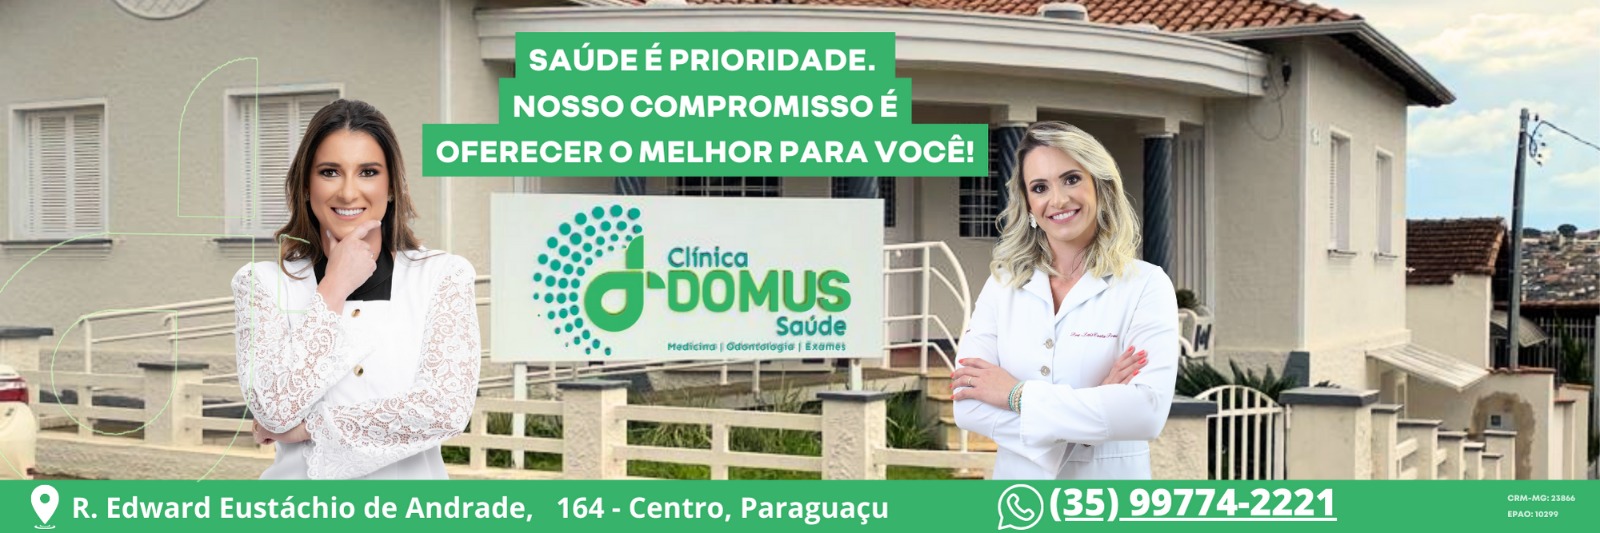 SAÚDE É PRIORIDADE.
NOSSO COMPROMISSO É
OFERECER O MELHOR PARA VOCÊ!
Clínica
DOMUS
Saúde
Medicina | Odontologia | Exames
R. Edward Eustáchio de Andrade, 164 - Centro, Paraguaçu
(35) 99774-2221
CRM-MG: 23866
EPAO: 10299